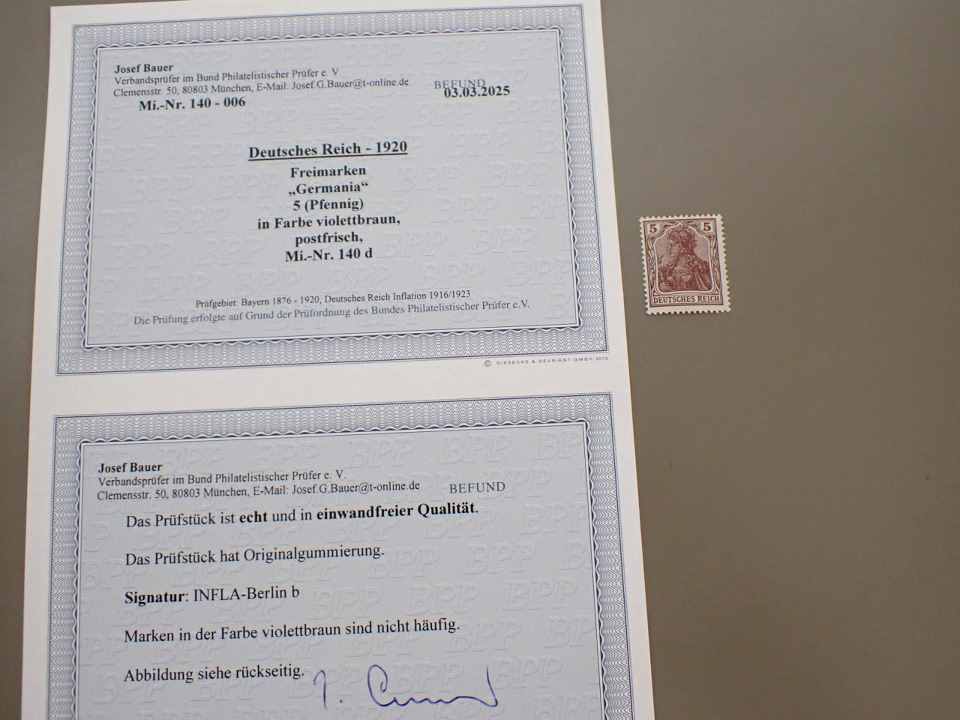 Josef Bauer
Verbandsprüfer im Bund Philatelistischer Prüfer e. V
Clemensstr. 50, 80803 München, E-Mail: Josef.G.Bauer@t-online.de
BEFUND
Mi.-Nr. 140 - 006
03.03.2025
Deutsches Reich - 1920
Freimarken
„Germania“
5 (Pfennig)
in Farbe violettbraun,
postfrisch,
Mi.-Nr. 140 d
Prüfgebiet: Bayern 1876 - 1920, Deutsches Reich Inflation 1916/1923
Die Prüfung erfolgte auf Grund der Prüfordnung des Bundes Philatelistischer Prüfer e.V.
5 5
DEUTSCHES REICH
Josef Bauer
Verbandsprüfer im Bund Philatelistischer Prüfer e. V.
Clemensstr. 50, 80803 München, E-Mail: Josef.G.Bauer@t-online.de
BEFUND
Das Prüfstück ist echt und in einwandfreier Qualität.
Das Prüfstück hat Originalgummierung.
Signatur: INFLA-Berlin b
Marken in der Farbe violettbraun sind nicht häufig.
Abbildung siehe rückseitig.